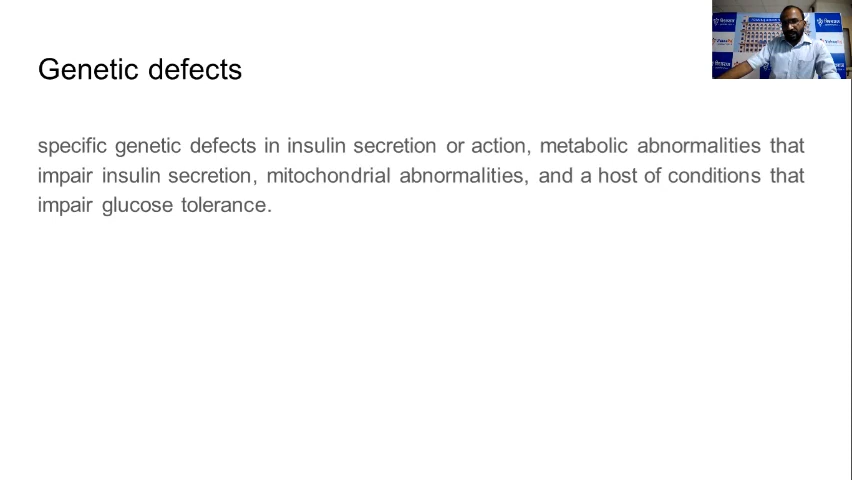 Genetic defects
specific genetic defects in insulin secretion or action, metabolic abnormalities that
impair insulin secretion, mitochondrial abnormalities, and a host of conditions that
impair glucose tolerance.